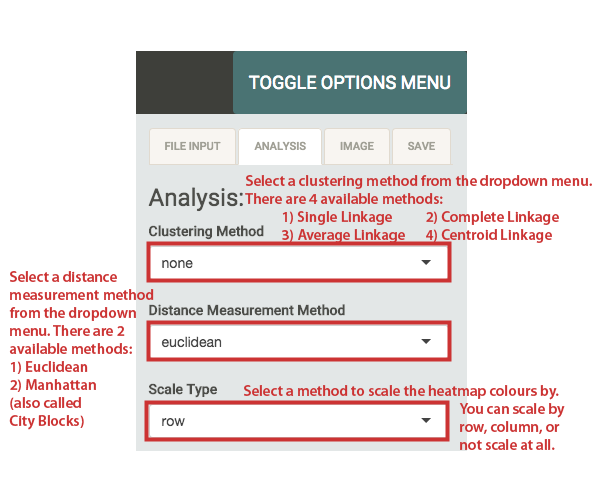 TOGGLE OPTIONS MENU
FILE INPUT ANALYSIS IMAGE SAVE
Analysis:
Select a clustering method from the dropdown menu.
There are 4 available methods:
1) Single Linkage 2) Complete Linkage
3) Average Linkage 4) Centroid Linkage
Clustering Method
none
Select a distance
measurement method
from the dropdown
menu. There are 2
available methods:
1) Euclidean
2) Manhattan
(also called
City Blocks)
Distance Measurement Method
euclidean
Scale Type
Select a method to scale the heatmap colours by.
row
You can scale by
row, column, or
not scale at all.